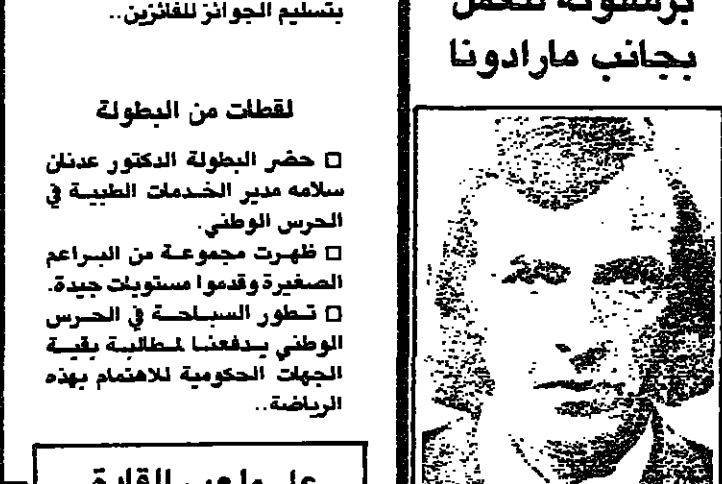 برشلونة للعمل
بجانب مارادونا
بتسليم الجوائز للفائزين..
لقطات من البطولة
□ حضر البطولة الدكتور عدنان
سلامه مدير الخدمات الطبية في
الحرس الوطني.
□ ظهرت مجموعة من البراعم
الصغيرة وقدموا مستويات جيدة.
□ تطور السباحة في الحرس
الوطني يدفعنا لمطالبة بقية
الجهات الحكومية للاهتمام بهذه
الرياضة..